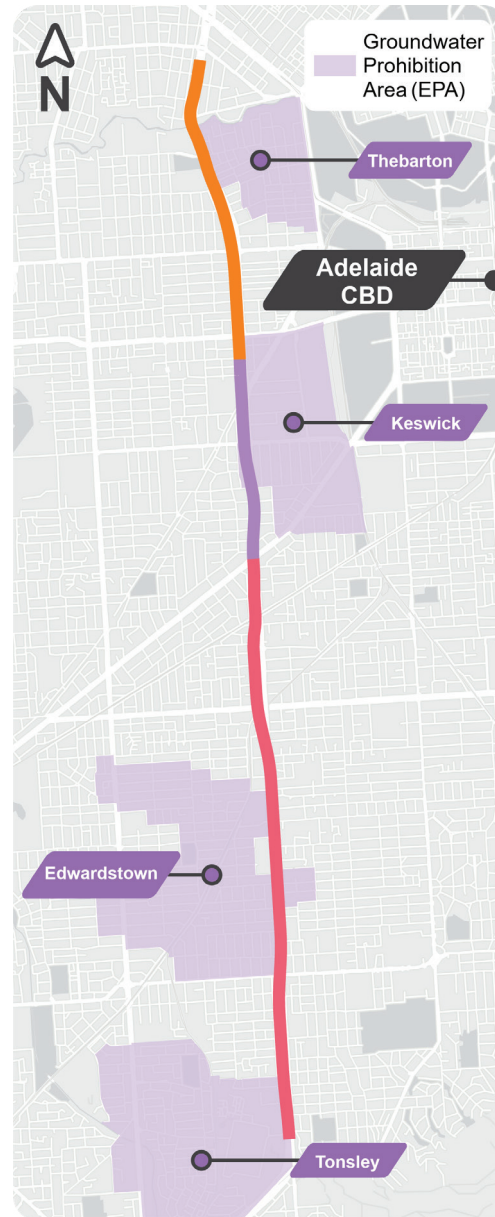 N
Groundwater
Prohibition
Area (EPA)
Thebarton
Adelaide
CBD
Keswick
Edwardstown
Tonsley